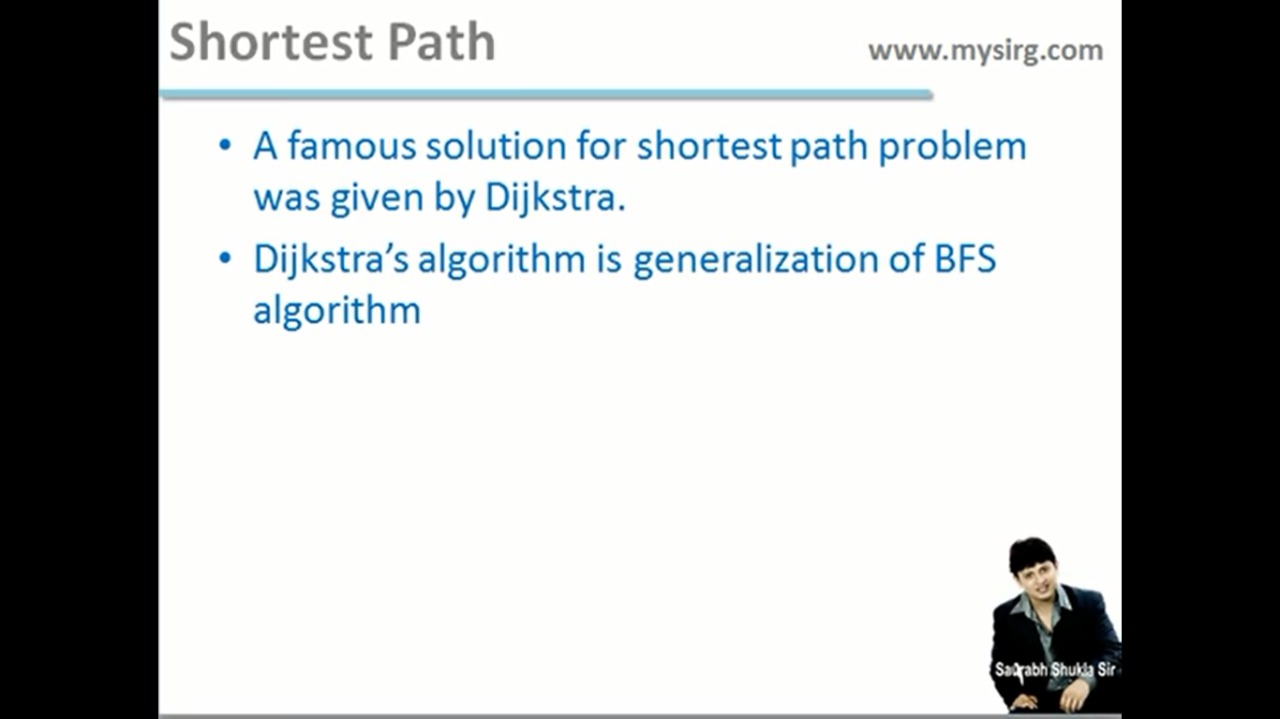 Shortest Path
www.mysirg.com
• A famous solution for shortest path problem
was given by Dijkstra.
• Dijkstra's algorithm is generalization of BFS
algorithm
Saurabh Shukla Sir